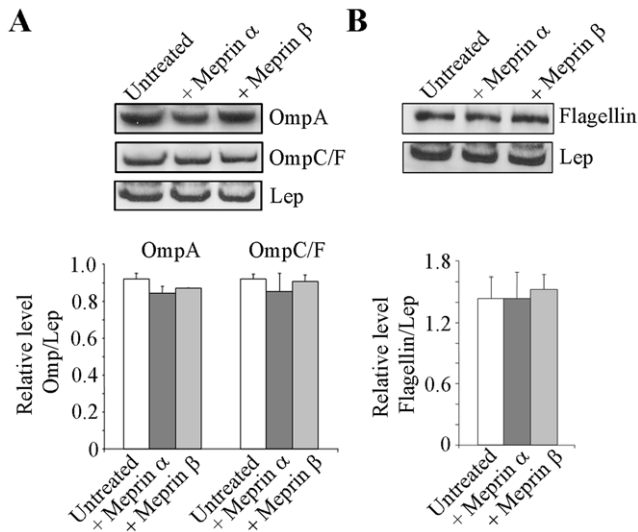 A
Untreated
+ Meprin α
+ Meprin β
OmpA
OmpC/F
Lep
OmpA
OmpC/F
Relative level
Omp/Lep
1.0
0.8
0.6
0.4
0.2
0
Untreated
+ Meprin α
+ Meprin β
Untreated
+ Meprin α
+ Meprin β
B
Untreated
+ Meprin α
+ Meprin β
Flagellin
Lep
Relative level
Flagellin/Lep
1.8
1.2
0.6
0
Untreated
+ Meprin α
+ Meprin β